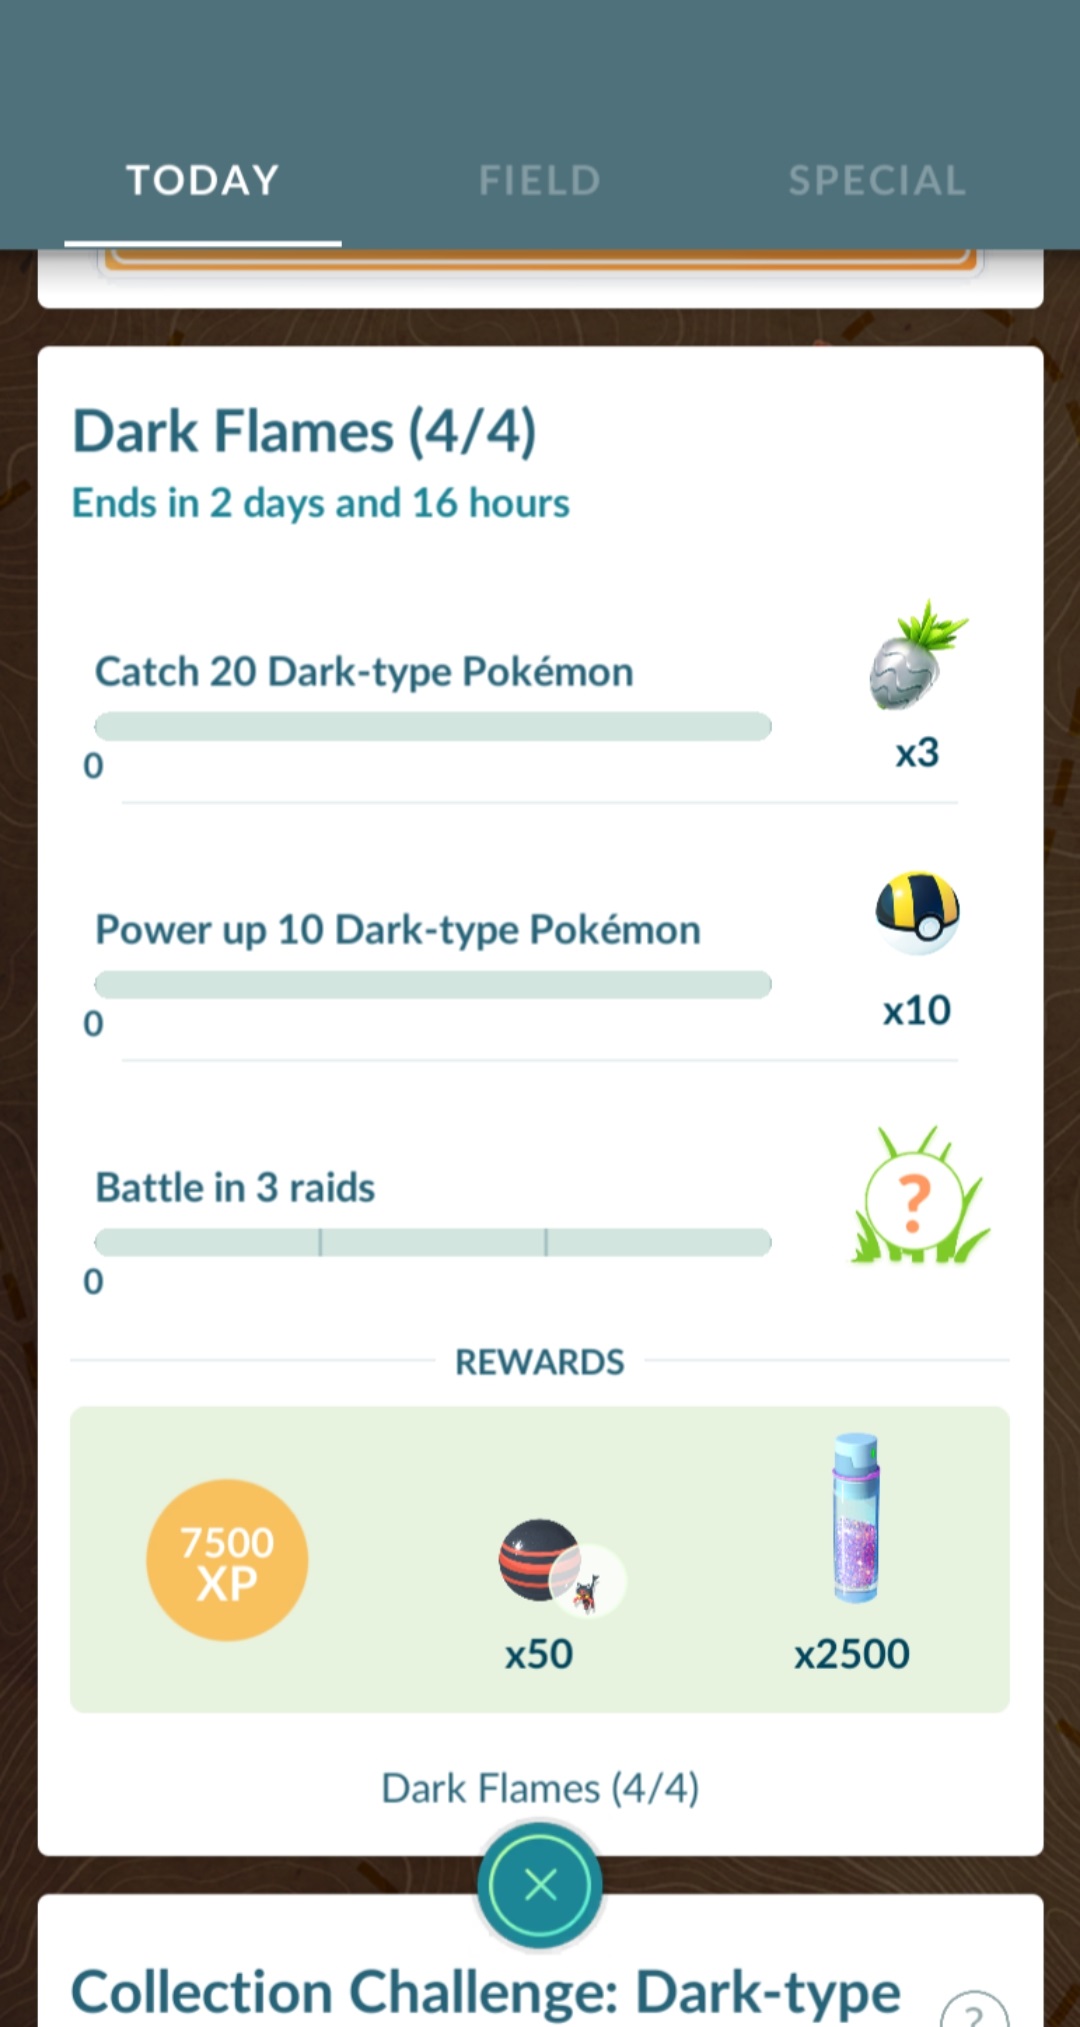 TODAY
FIELD
SPECIAL
Dark Flames (4/4)
Ends in 2 days and 16 hours
Catch 20 Dark-type Pokémon
0
x3
Power up 10 Dark-type Pokémon
0
x10
Battle in 3 raids
0
?
REWARDS
7500
XP
x50
x2500
Dark Flames (4/4)
Collection Challenge: Dark-type
?